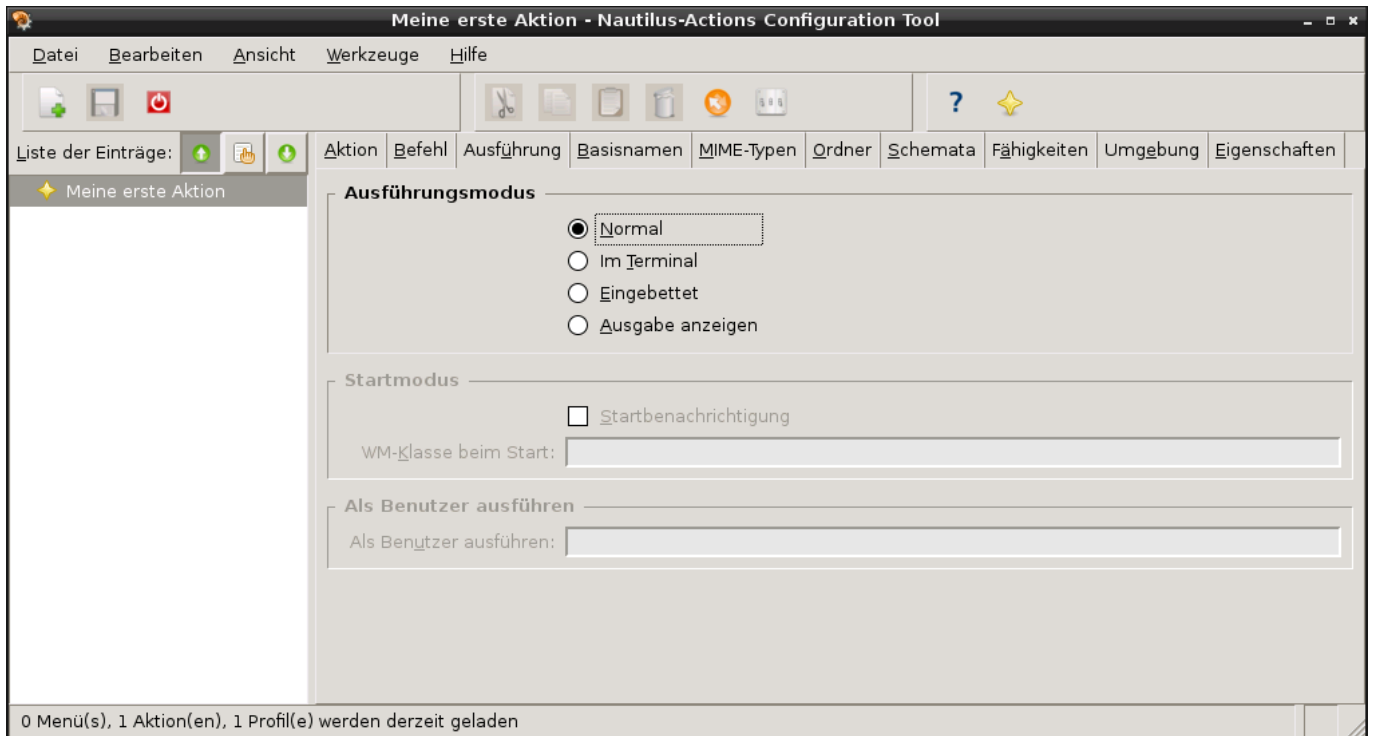 Meine erste Aktion - Nautilus-Actions Configuration Tool
Datei Bearbeiten Ansicht Werkzeuge Hilfe
Liste der Einträge:
Aktion Befehl Ausführung Basisnamen MIME-Typen Ordner Schemata Fähigkeiten Umgebung Eigenschaften
Meine erste Aktion
Ausführungsmodus
Normal
Im Terminal
Eingebettet
Ausgabe anzeigen
Startmodus
Startbenachrichtigung
WM-Klasse beim Start:
Als Benutzer ausführen
Als Benutzer ausführen:
0 Menü(s), 1 Aktion(en), 1 Profil(e) werden derzeit geladen